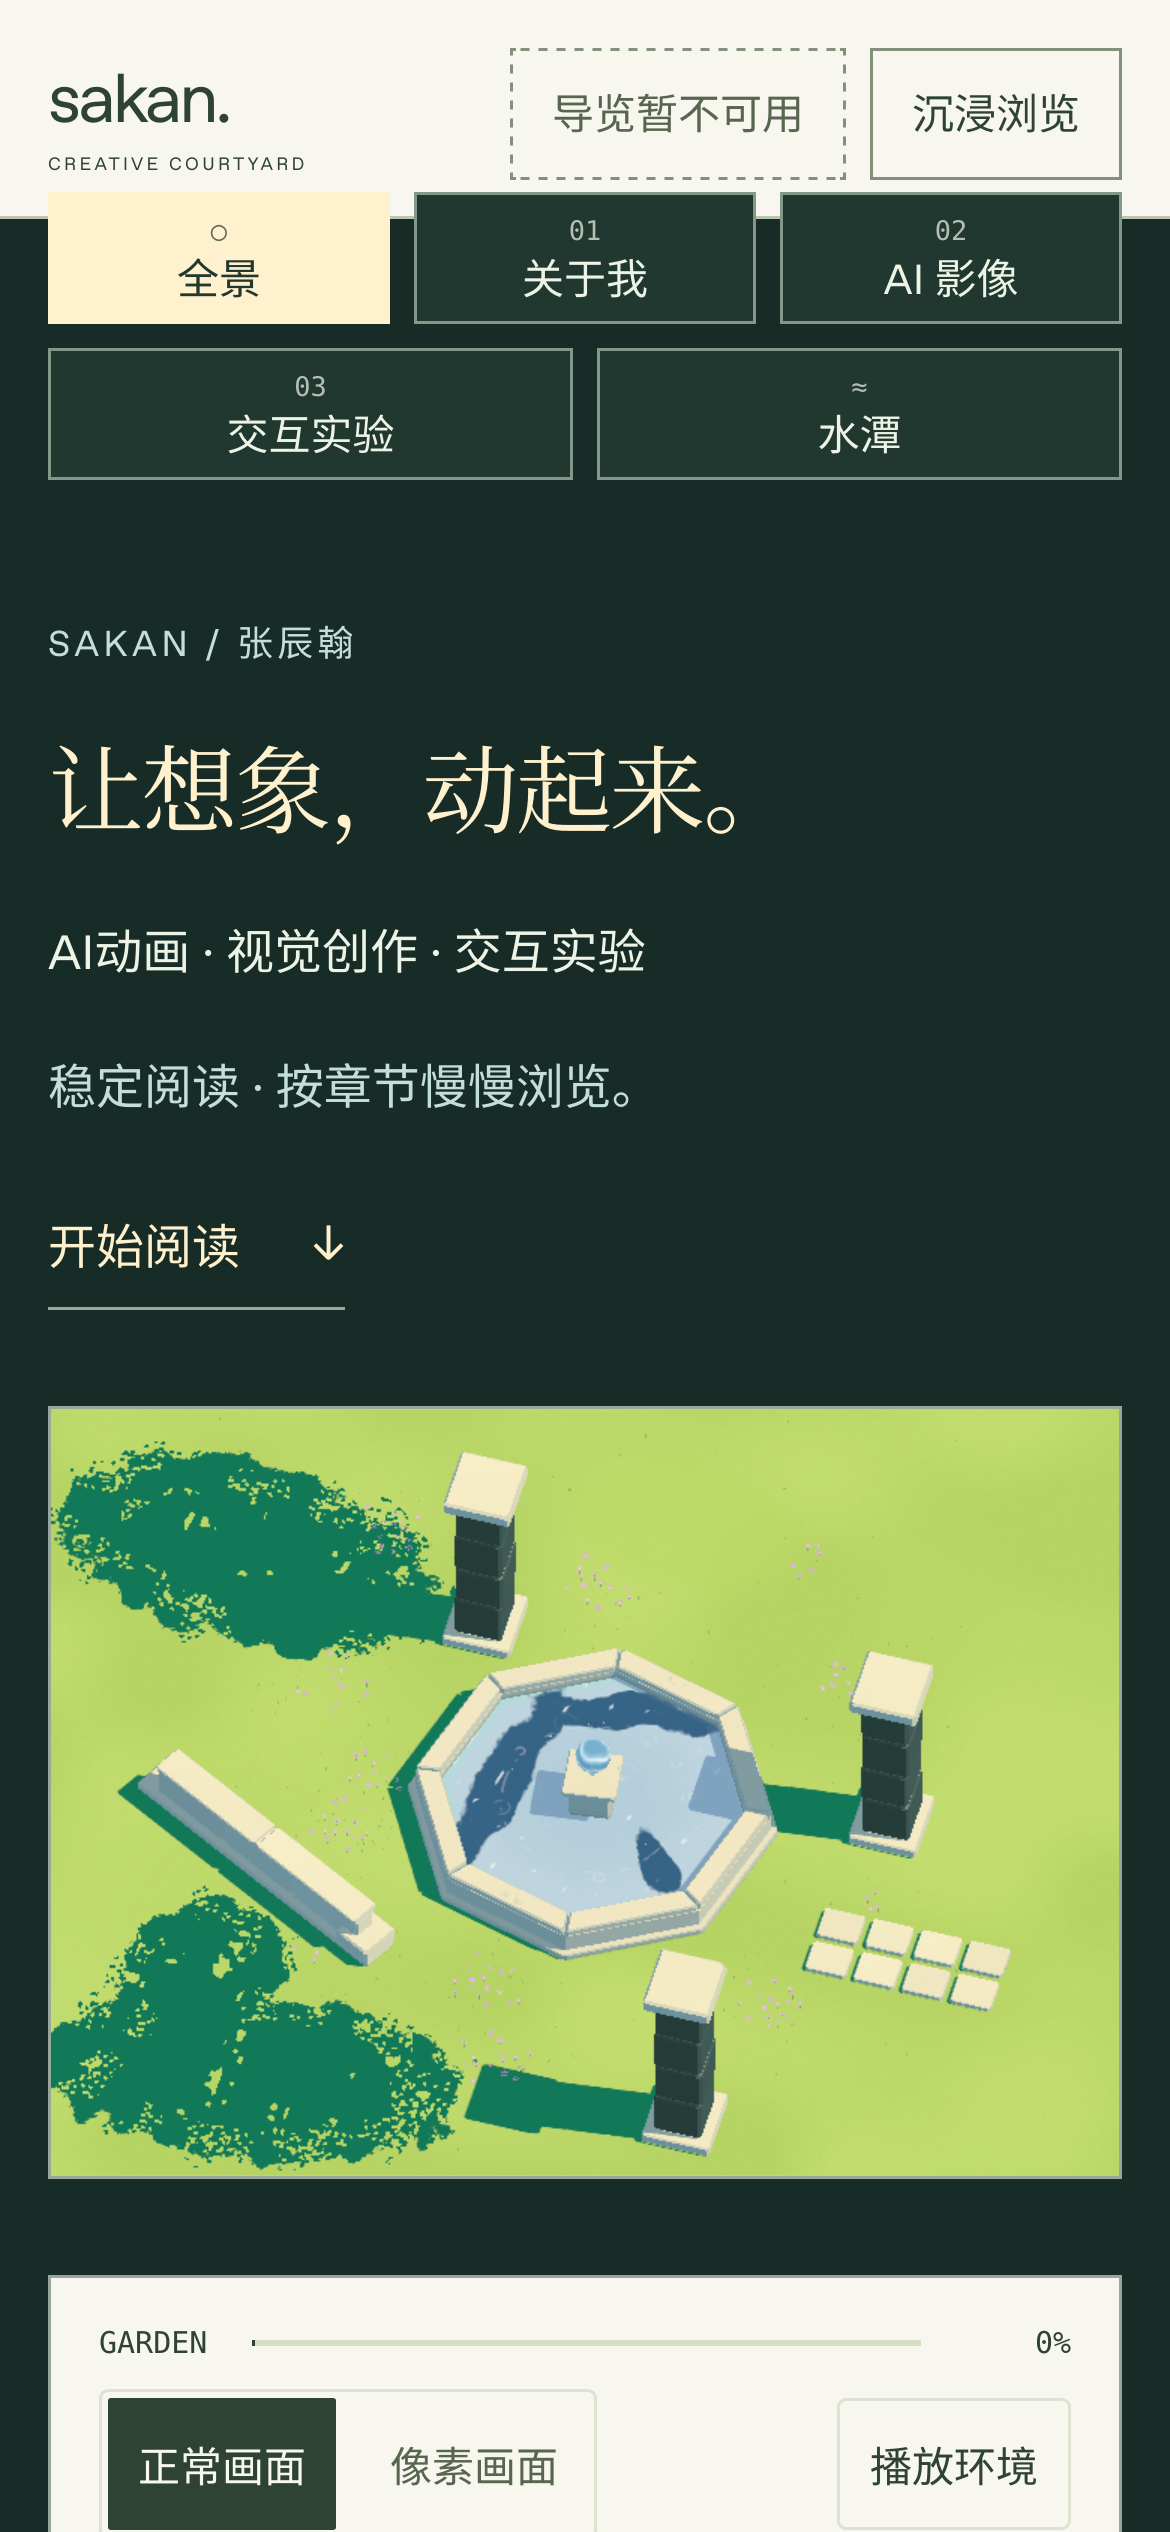 sakan.
CREATIVE COURTYARD
导览暂不可用
沉浸浏览
○
全景
01
关于我
02
AI 影像
03
交互实验
≈
水潭
SAKAN / 张辰翰
让想象，动起来。
AI动画 · 视觉创作 · 交互实验
稳定阅读 · 按章节慢慢浏览。
开始阅读 ↓
GARDEN 0%
正常画面 像素画面 播放环境